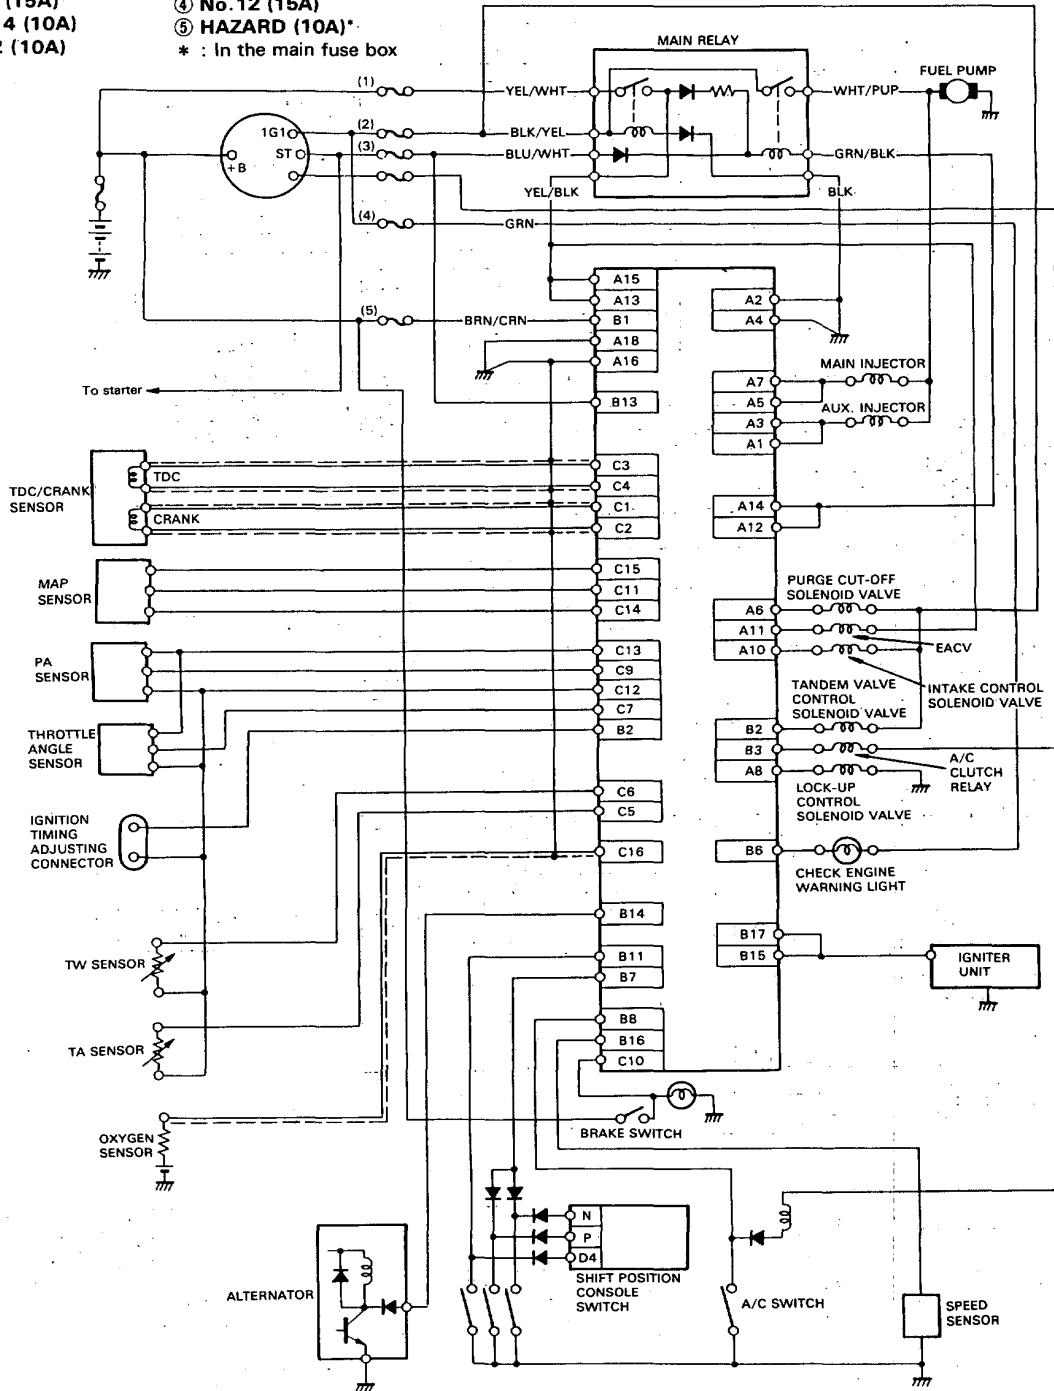 (15A)
4 (10A)
2 (10A)
④ No.12 (15A)
⑤ HAZARD (10A)*
* : In the main fuse box
MAIN RELAY
FUEL PUMP
(1)
YEL/WHT
WHT/PUP
1G1
(2)
BLK/YEL
ST
(3)
BLU/WHT
GRN/BLK
+B
YEL/BLK
BLK
(4)
GRN
A15
A13
A2
(5)
BRN/CRN
B1
A4
A18
A16
MAIN INJECTOR
To starter
A7
B13
A5
AUX. INJECTOR
A3
A1
TDC/CRANK
SENSOR
TDC
CRANK
C3
C4
C1
C2
A14
A12
MAP
SENSOR
C15
C11
C14
PURGE CUT-OFF
SOLENOID VALVE
A6
A11
A10
EACV
INTAKE CONTROL
SOLENOID VALVE
PA
SENSOR
C13
C9
C12
C7
B2
TANDEM VALVE
CONTROL
SOLENOID VALVE
THROTTLE
ANGLE
SENSOR
B2
B3
A8
A/C
CLUTCH
RELAY
LOCK-UP
CONTROL
SOLENOID VALVE
IGNITION
TIMING
ADJUSTING
CONNECTOR
C6
C5
C16
B6
CHECK ENGINE
WARNING LIGHT
B14
B17
B15
IGNITER
UNIT
TW SENSOR
B11
B7
TA SENSOR
B8
B16
C10
BRAKE SWITCH
OXYGEN
SENSOR
N
P
D4
SHIFT POSITION
CONSOLE
SWITCH
ALTERNATOR
A/C SWITCH
SPEED
SENSOR